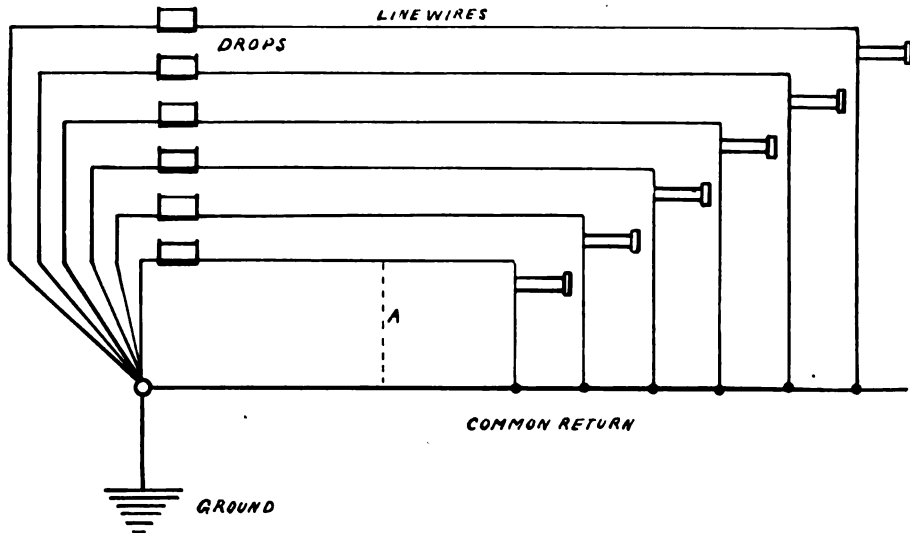 LINE WIRES
DROPS
A
COMMON RETURN
GROUND